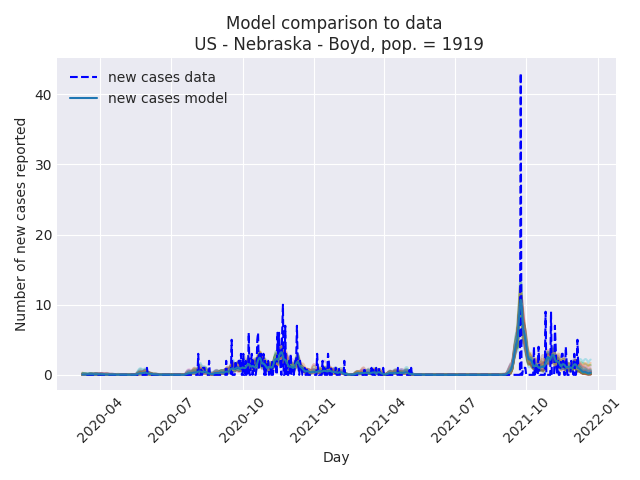 Model comparison to data
US - Nebraska - Boyd, pop. = 1919
new cases data
new cases model
Number of new cases reported
40
30
20
10
0
2020-04
2020-07
2020-10
2021-01
2021-04
2021-07
2021-10
2022-01
Day